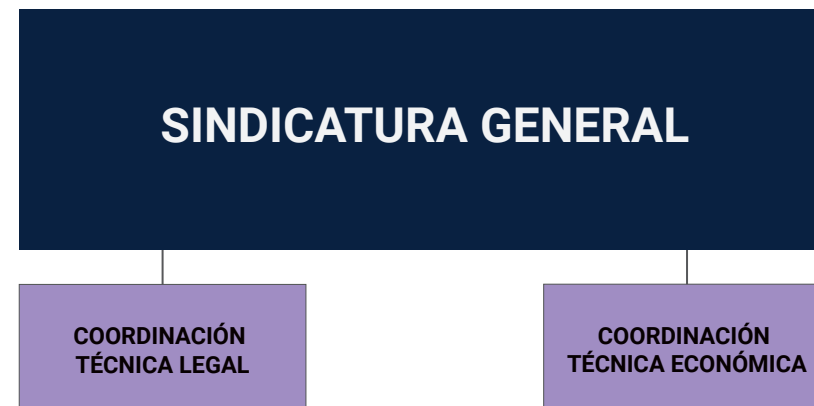 SINDICATURA GENERAL
COORDINACIÓN
TÉCNICA LEGAL
COORDINACIÓN
TÉCNICA ECONÓMICA